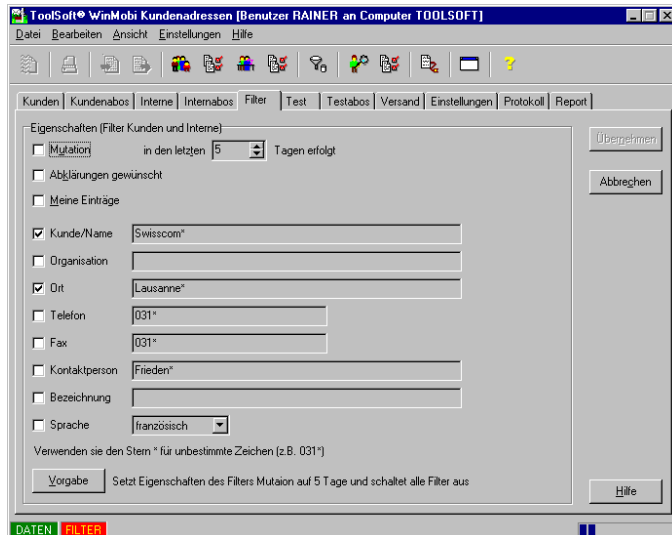 ToolSoft® WinMobi Kundenadressen [Benutzer RAINER an Computer TOOLSOFT]
Datei Bearbeiten Ansicht Einstellungen Hilfe
Kunden Kundenabos Interne Internabos Filter Test Testabos Versand Einstellungen Protokoll Report
Eigenschaften (Filter Kunden und Interne)
Mutation in den letzten 5 Tagen erfolgt
Übernehmen
Abklärungen gewünscht
Abbrechen
Meine Einträge
Kunde/Name Swisscom*
Organisation
Ort Lausanne*
Telefon 031*
Fax 031*
Kontaktperson Frieden*
Bezeichnung
Sprache französisch
Verwenden sie den Stern * für unbestimmte Zeichen (z.B. 031*)
Vorgabe Setzt Eigenschaften des Filters Mutaion auf 5 Tage und schaltet alle Filter aus
Hilfe
DATEN FILTER